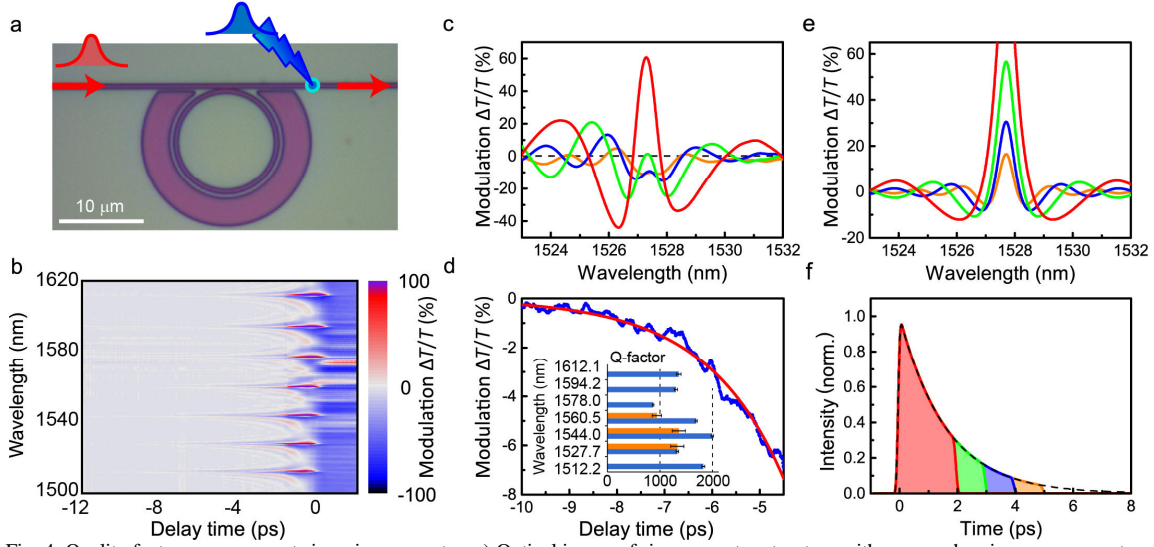 a
10 μm
b
Wavelength (nm)
1620
1580
1540
1500
-12 -8 -4 0
Delay time (ps)
100
0
-100
Modulation ΔT/T (%)
c
Modulation ΔT/T (%)
60
40
20
0
-20
-40
1524 1526 1528 1530 1532
Wavelength (nm)
d
Modulation ΔT/T (%)
0
-2
-4
-6
-8
-10 -9 -8 -7 -6 -5
Delay time (ps)
Q-factor
Wavelength (nm)
1612.1
1594.2
1578.0
1560.5
1544.0
1527.7
1512.2
0 1000 2000
e
Modulation ΔT/T (%)
60
40
20
0
-20
1524 1526 1528 1530 1532
Wavelength (nm)
f
Intensity (norm.)
1.0
0.8
0.6
0.4
0.2
0.0
0 2 4 6 8
Time (ps)